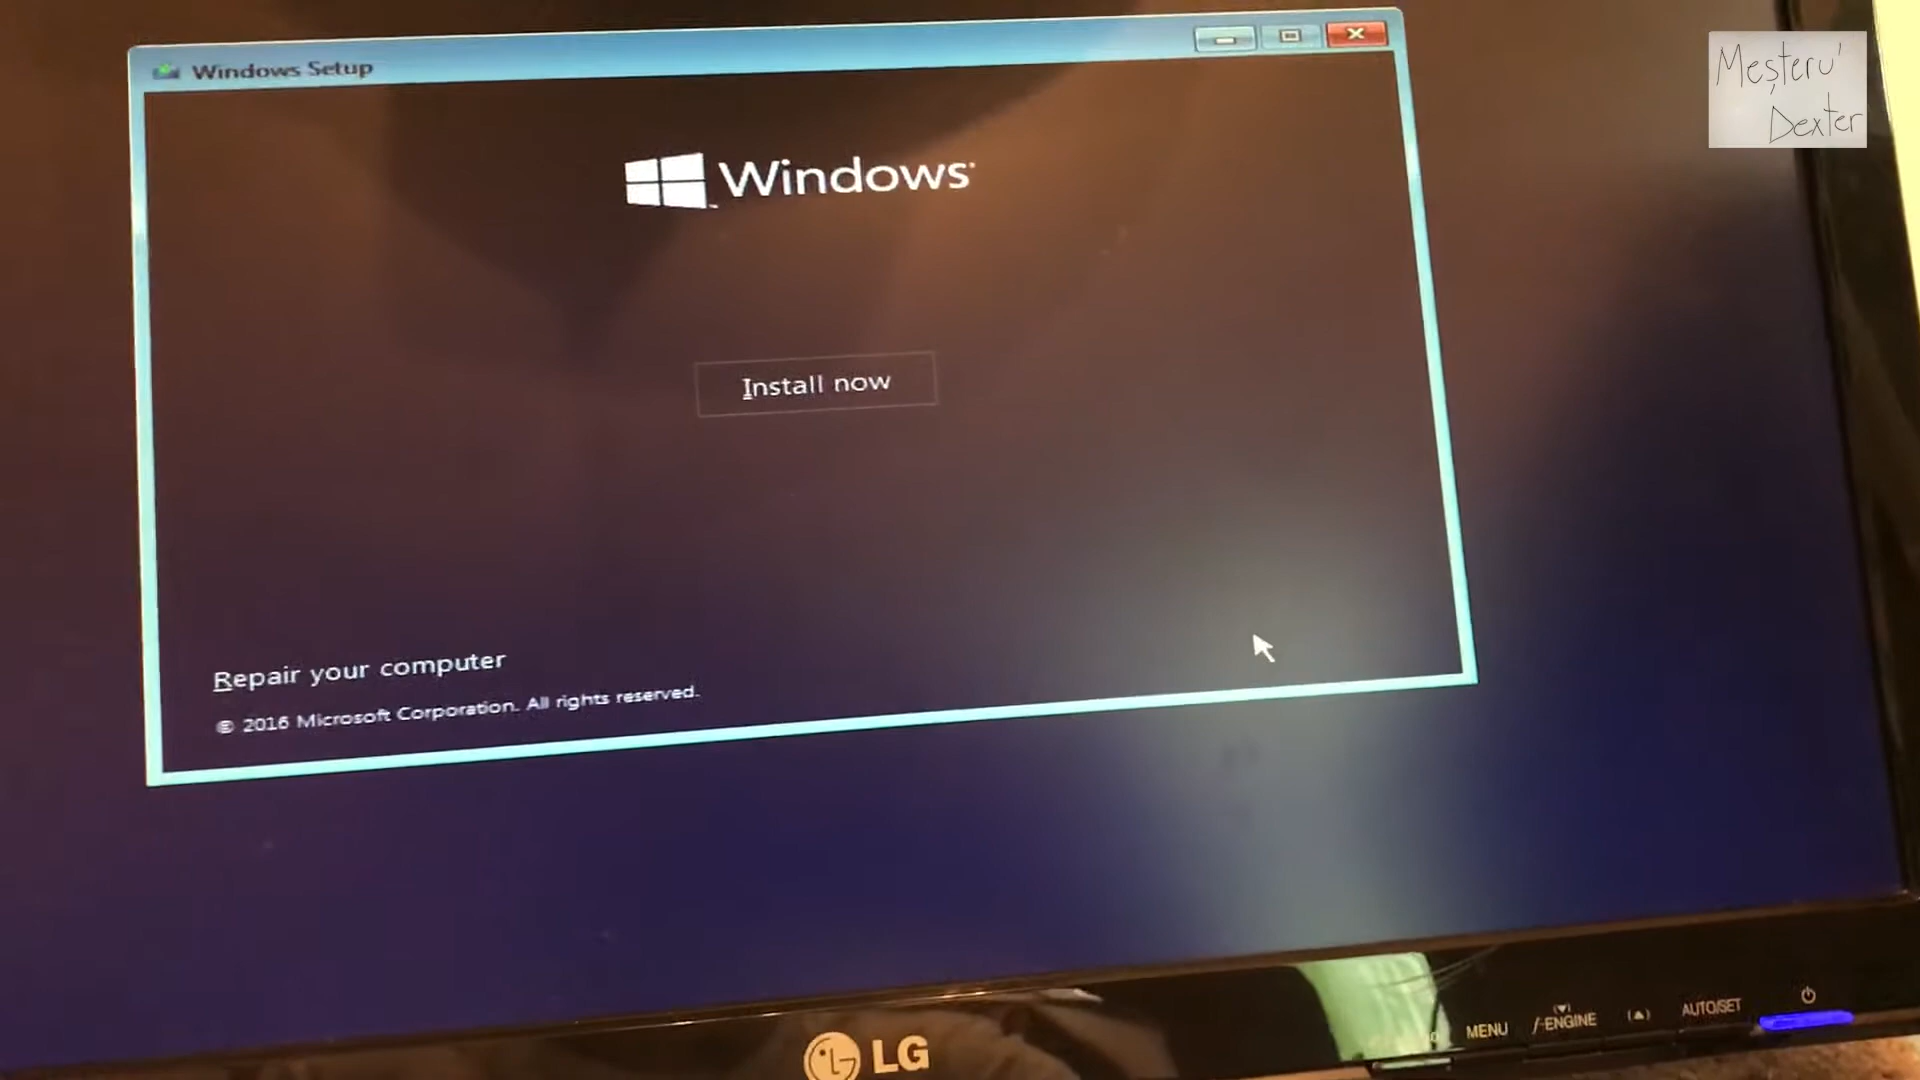 Windows Setup
Meșteru'
Dexter
Windows
Install now
Repair your computer
© 2016 Microsoft Corporation. All rights reserved.
LG
MENU
f-ENGINE
AUTO/SET